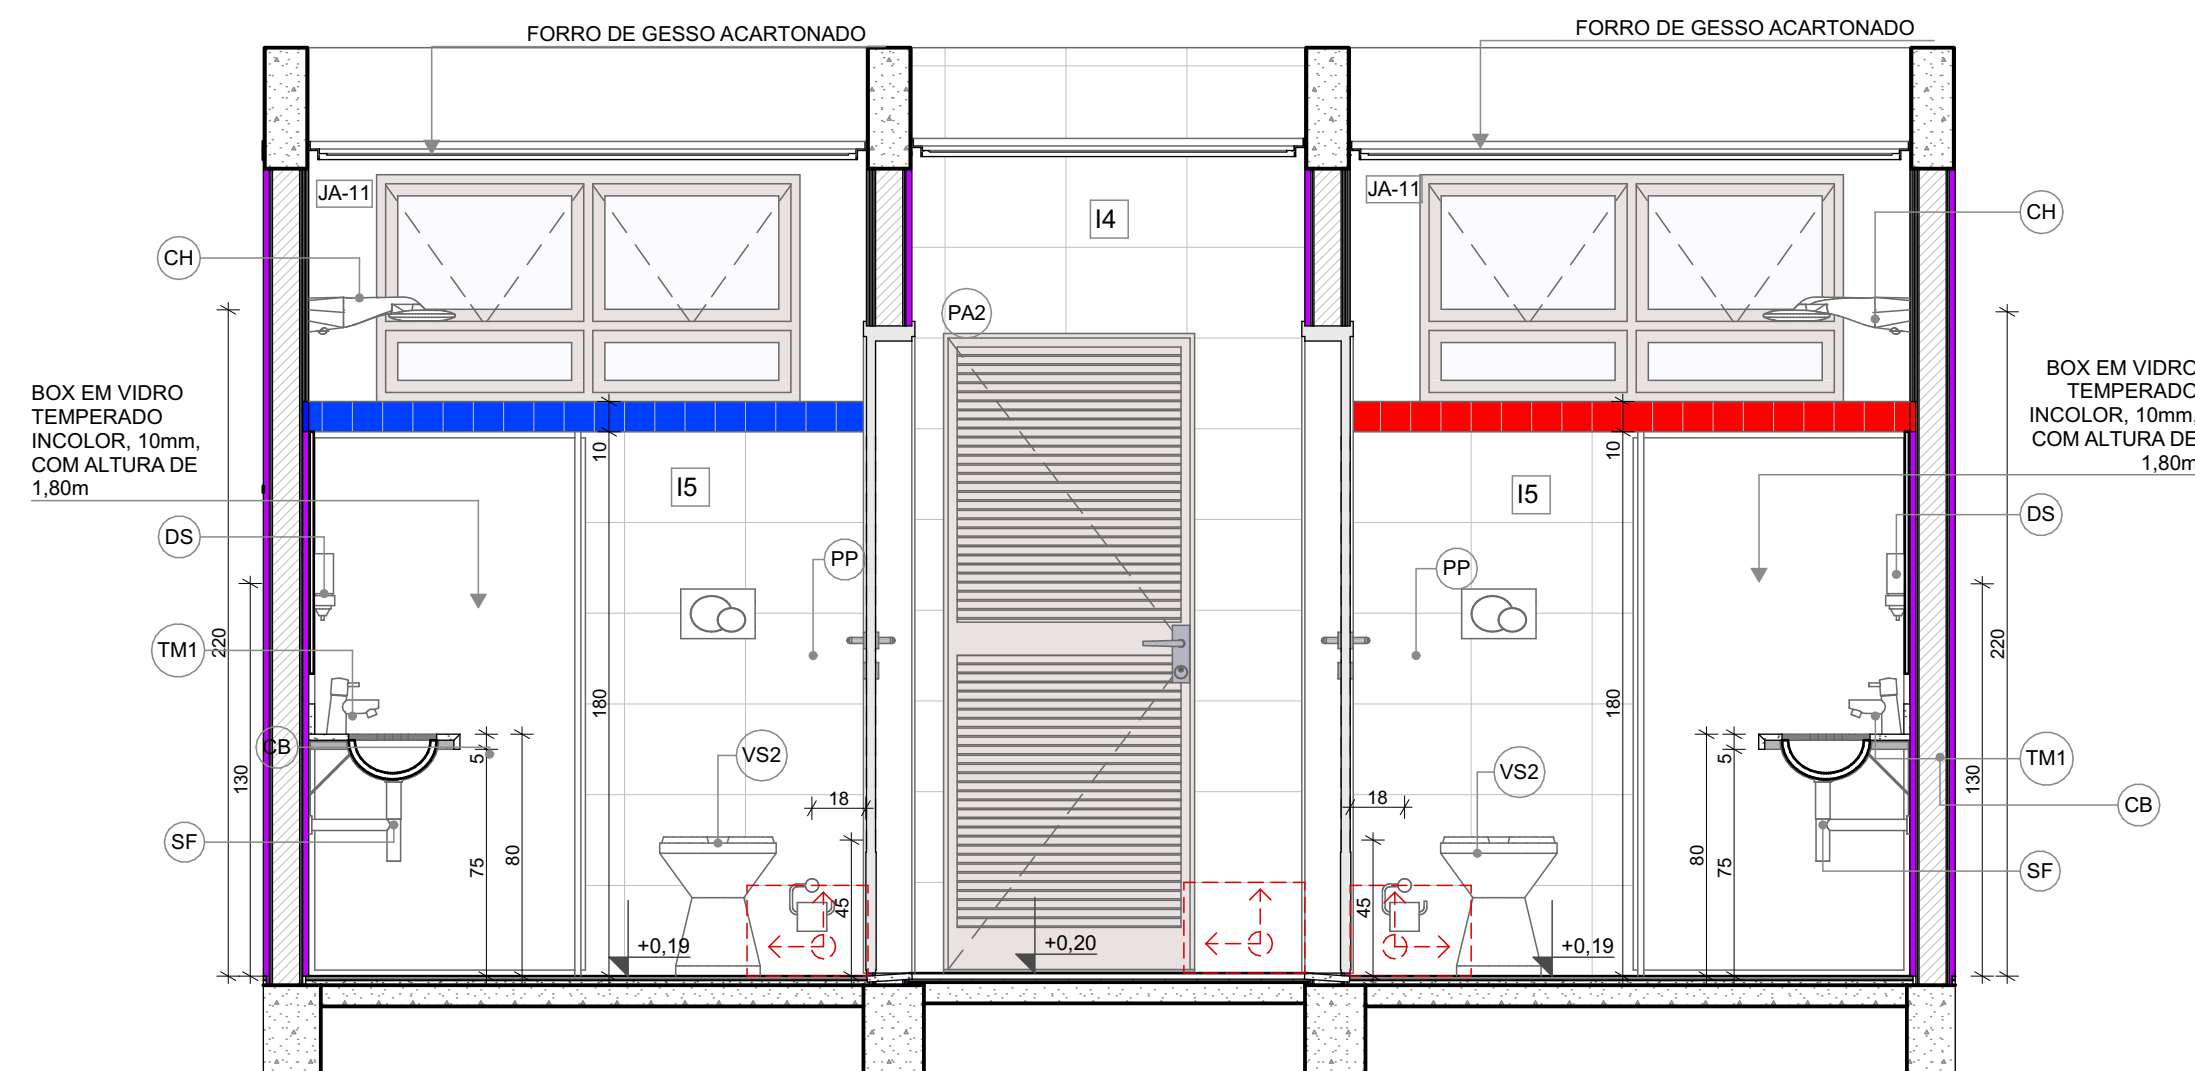 FORRO DE GESSO ACARTONADO
FORRO DE GESSO ACARTONADO
JA-11
JA-11
I4
CH
CH
PA2
BOX EM VIDRO
TEMPERADO
INCOLOR, 10mm,
COM ALTURA DE
1,80m
BOX EM VIDRO
TEMPERADO
INCOLOR, 10mm,
COM ALTURA DE
1,80m
10
10
I5
I5
DS
DS
PP
PP
TM1
220
220
180
180
CB
5
5
VS2
VS2
TM1
130
130
18
18
CB
SF
SF
75
80
80
75
45
45
+0,19
+0,20
+0,19